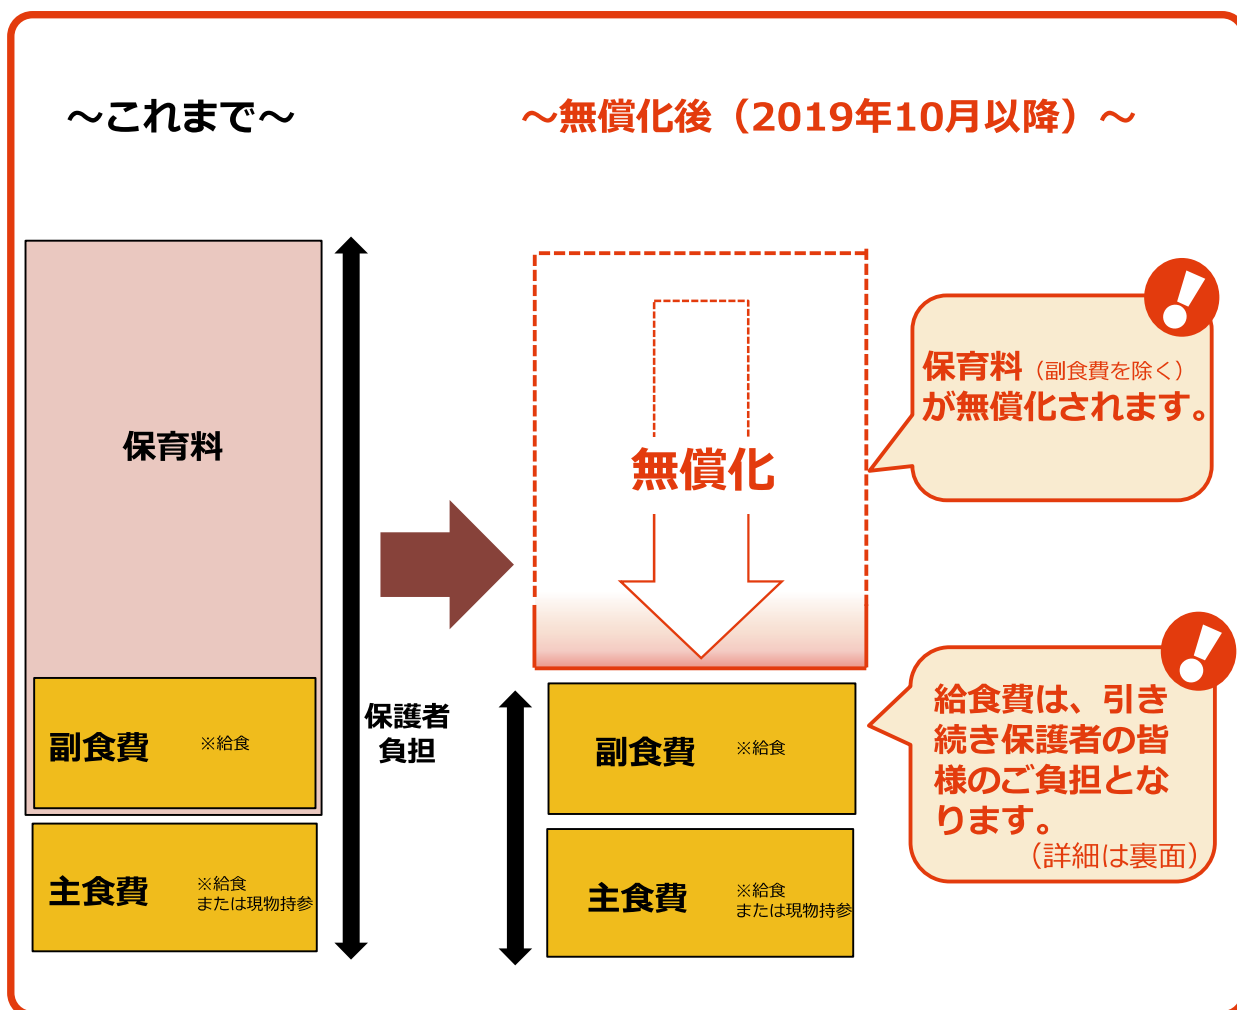 ～これまで～
～無償化後（2019年10月以降）～
保育料
副食費 ※給食
主食費 ※給食
または現物持参
保護者
負担
無償化
副食費 ※給食
主食費 ※給食
または現物持参
保育料（副食費を除く）
が無償化されます。
給食費は、引き
続き保護者の皆
様のご負担とな
ります。
（詳細は裏面）